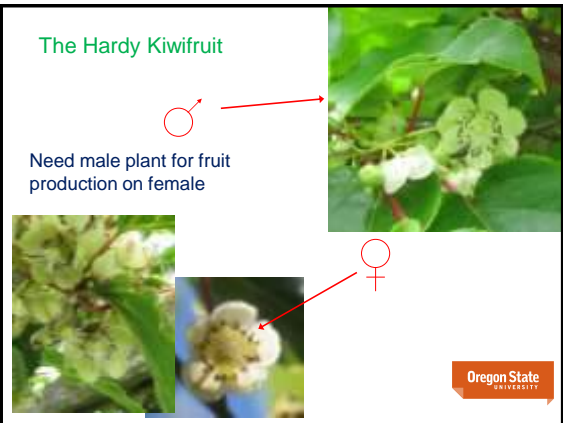 The Hardy Kiwifruit
Need male plant for fruit
production on female
Oregon State
UNIVERSITY